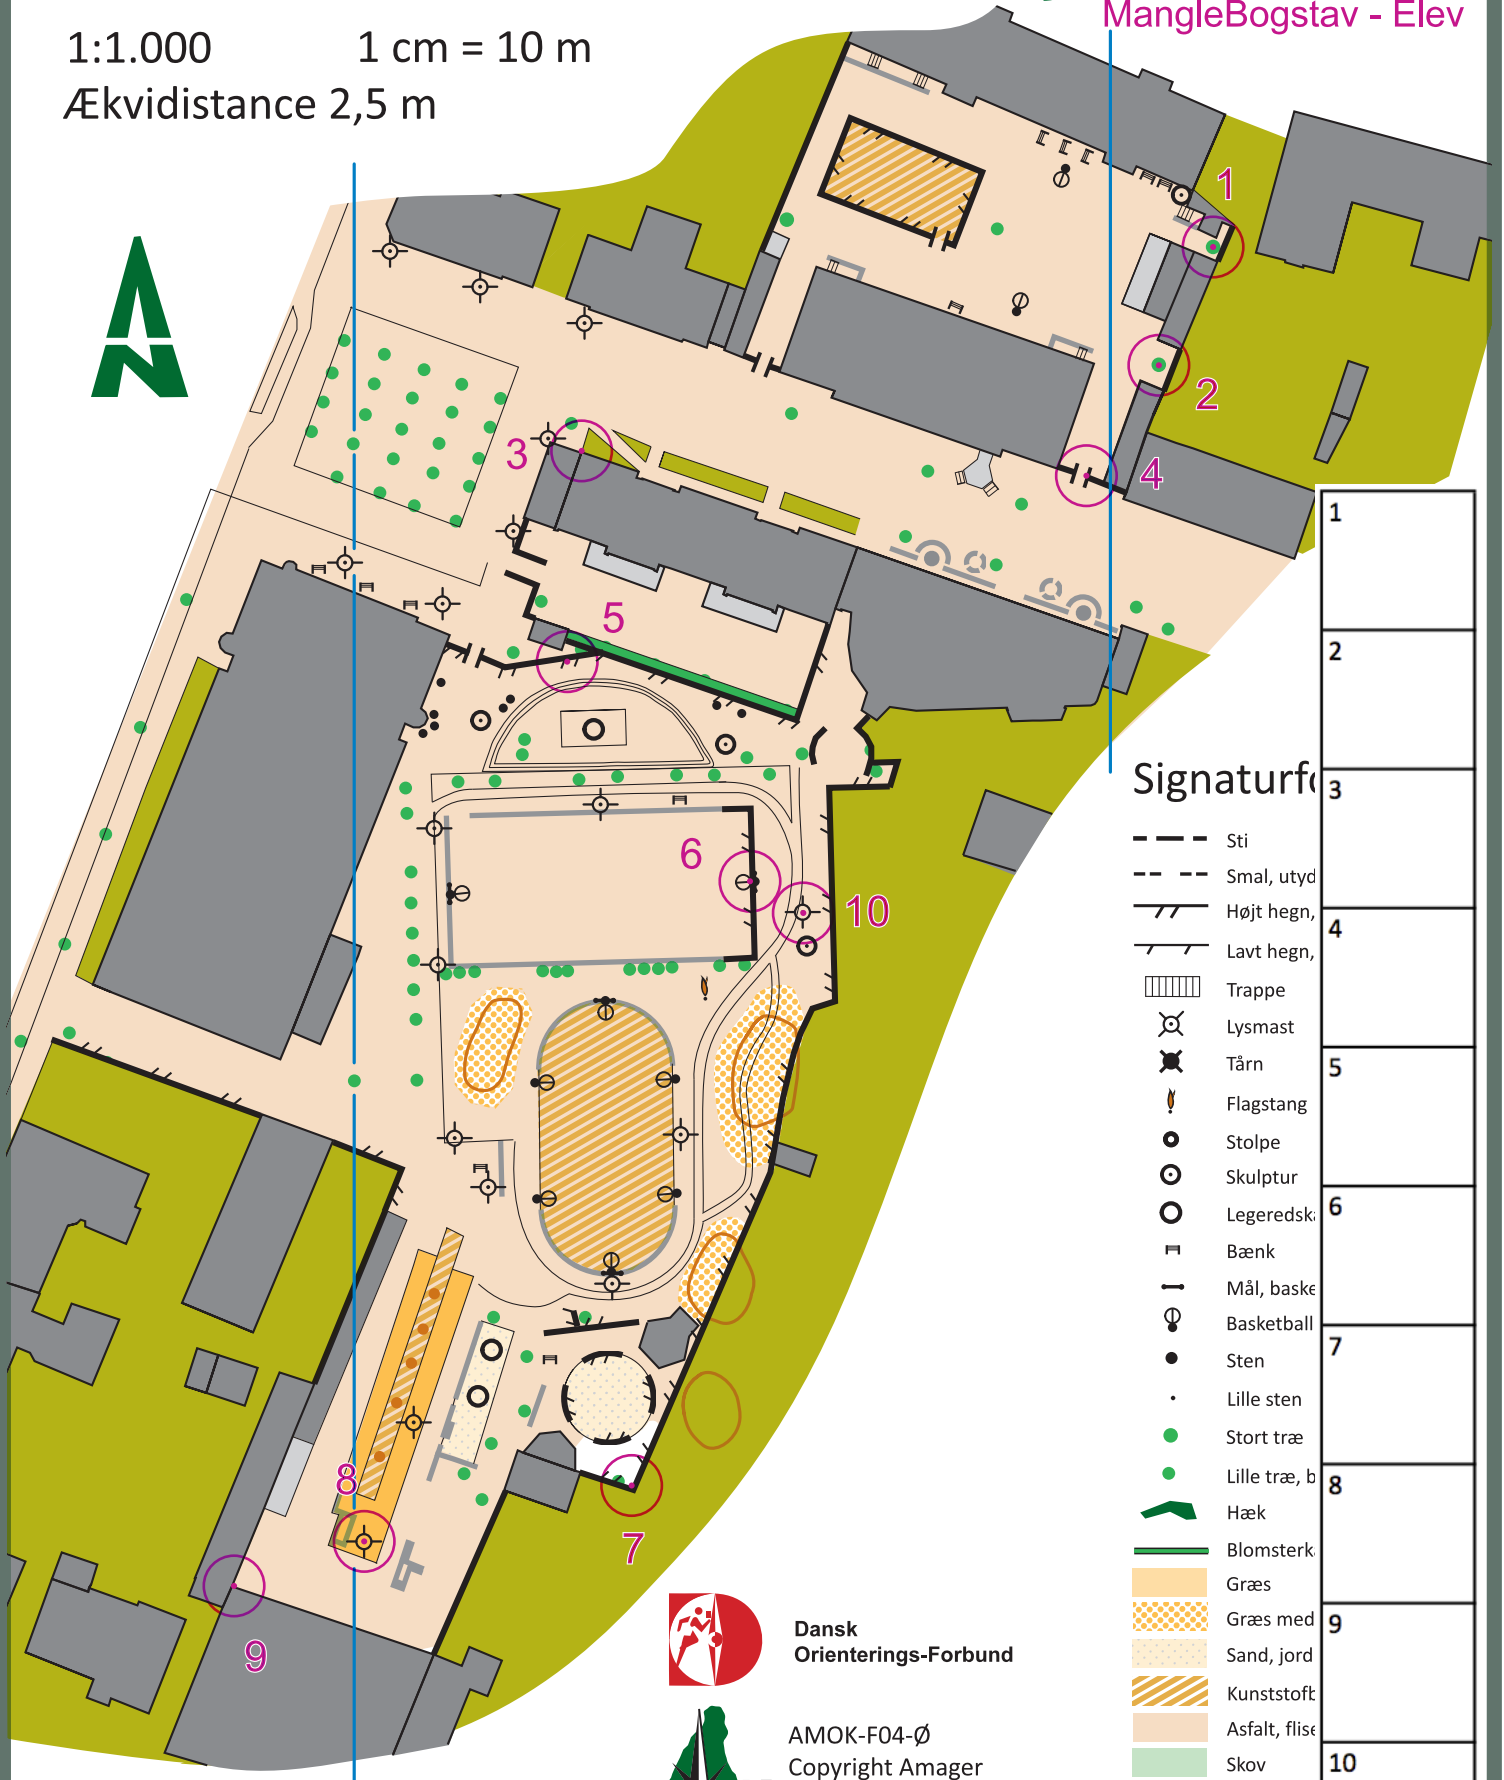 MangleBogstav - Elev
1:1.000 1 cm = 10 m
Ækvidistance 2,5 m
N
1
2
3
4
5
6
10
8
7
9
Signaturfo
Sti
Smal, utyd
Højt hegn,
Lavt hegn,
Trappe
Lysmast
Tårn
Flagstang
Stolpe
Skulptur
Legeredsk
Bænk
Mål, baske
Basketball
Sten
Lille sten
Stort træ
Lille træ, b
Hæk
Blomsterk
Græs
Græs med
Sand, jord
Kunststofb
Asfalt, flise
Skov
1
2
3
4
5
6
7
8
9
10
Dansk
Orienterings-Forbund
AMOK-F04-Ø
Copyright Amager